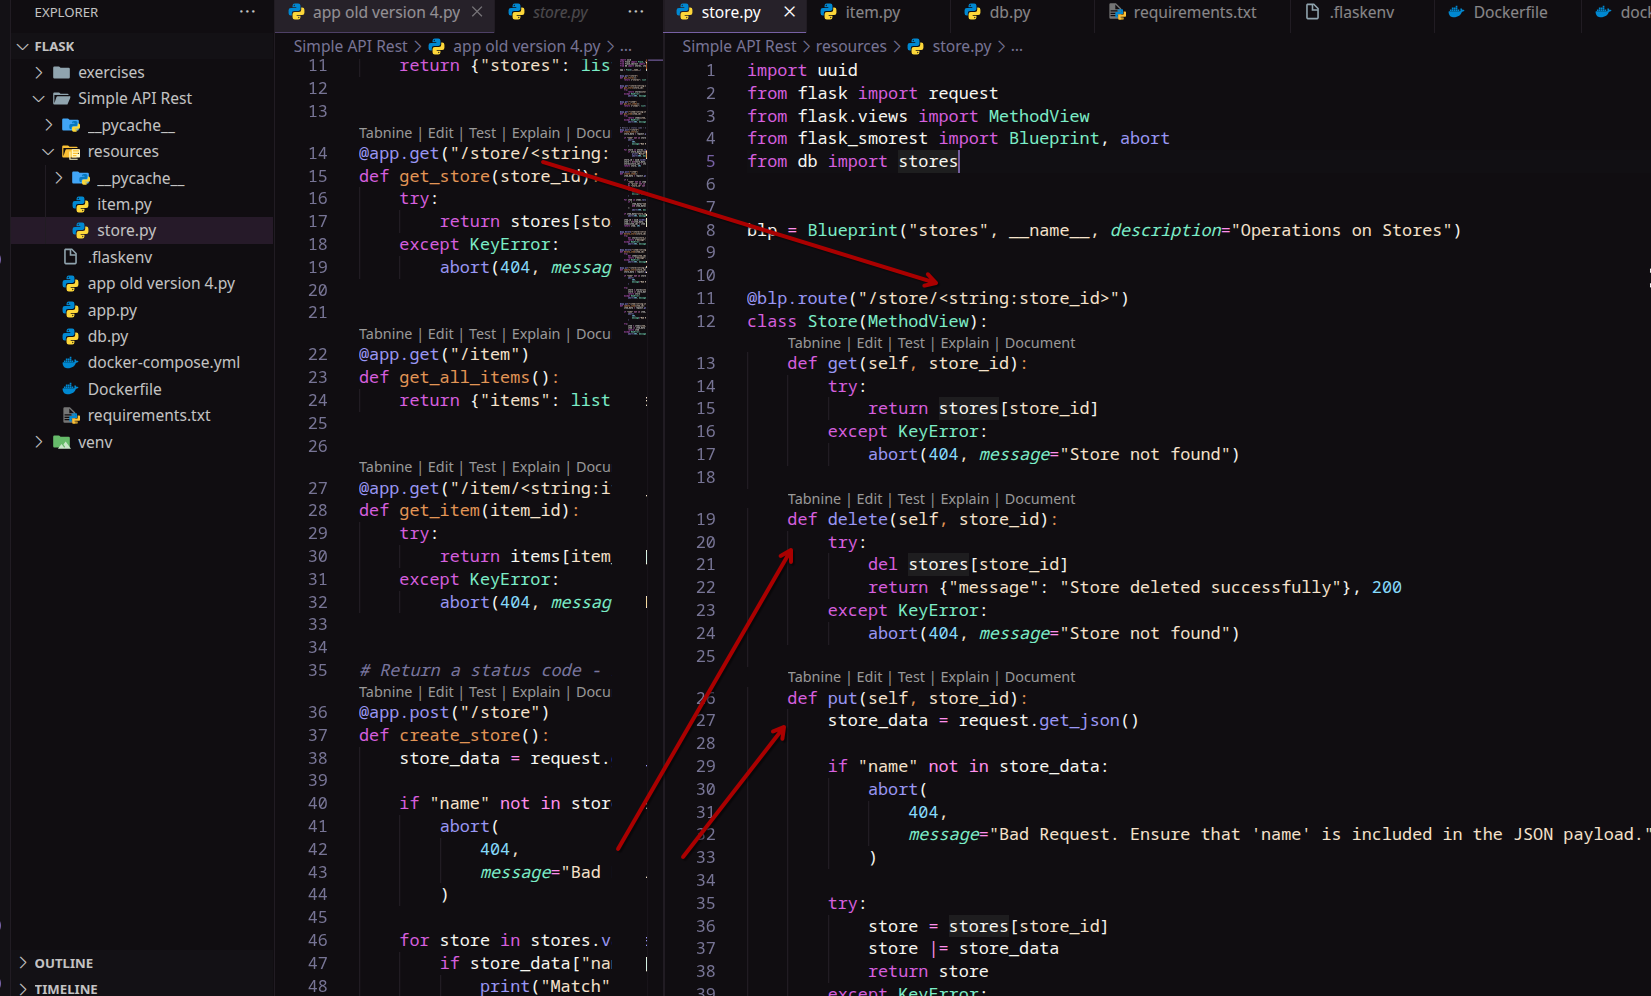 EXPLORER ···
FLASK
exercises
Simple API Rest
__pycache__
resources
__pycache__
item.py
store.py
.flaskenv
app old version 4.py
app.py
db.py
docker-compose.yml
Dockerfile
requirements.txt
venv
OUTLINE
TIMELINE
app old version 4.py × store.py ···
Simple API Rest > app old version 4.py > ...
11 return {"stores": lis
12
13
Tabnine | Edit | Test | Explain | Docu
14 @app.get("/store/<string:
15 def get_store(store_id):
16 try:
17 return stores[sto
18 except KeyError:
19 abort(404, messag
20
21
Tabnine | Edit | Test | Explain | Docu
22 @app.get("/item")
23 def get_all_items():
24 return {"items": list
25
26
Tabnine | Edit | Test | Explain | Docu
27 @app.get("/item/<string:i
28 def get_item(item_id):
29 try:
30 return items[item_
31 except KeyError:
32 abort(404, messag
33
34
35 # Return a status code -
Tabnine | Edit | Test | Explain | Docu
36 @app.post("/store")
37 def create_store():
38 store_data = request.
39
40 if "name" not in stor
41 abort(
42 404,
43 message="Bad
44 )
45
46 for store in stores.v
47 if store_data["na
48 print("Match"
store.py × item.py db.py requirements.txt .flaskenv Dockerfile dock
Simple API Rest > resources > store.py > ...
1 import uuid
2 from flask import request
3 from flask.views import MethodView
4 from flask_smorest import Blueprint, abort
5 from db import stores
6
7
8 blp = Blueprint("stores", __name__, description="Operations on Stores")
9
10
11 @blp.route("/store/<string:store_id>")
12 class Store(MethodView):
Tabnine | Edit | Test | Explain | Document
13 def get(self, store_id):
14 try:
15 return stores[store_id]
16 except KeyError:
17 abort(404, message="Store not found")
18
Tabnine | Edit | Test | Explain | Document
19 def delete(self, store_id):
20 try:
21 del stores[store_id]
22 return {"message": "Store deleted successfully"}, 200
23 except KeyError:
24 abort(404, message="Store not found")
25
Tabnine | Edit | Test | Explain | Document
26 def put(self, store_id):
27 store_data = request.get_json()
28
29 if "name" not in store_data:
30 abort(
31 404,
32 message="Bad Request. Ensure that 'name' is included in the JSON payload."
33 )
34
35 try:
36 store = stores[store_id]
37 store |= store_data
38 return store
39 except KeyError: